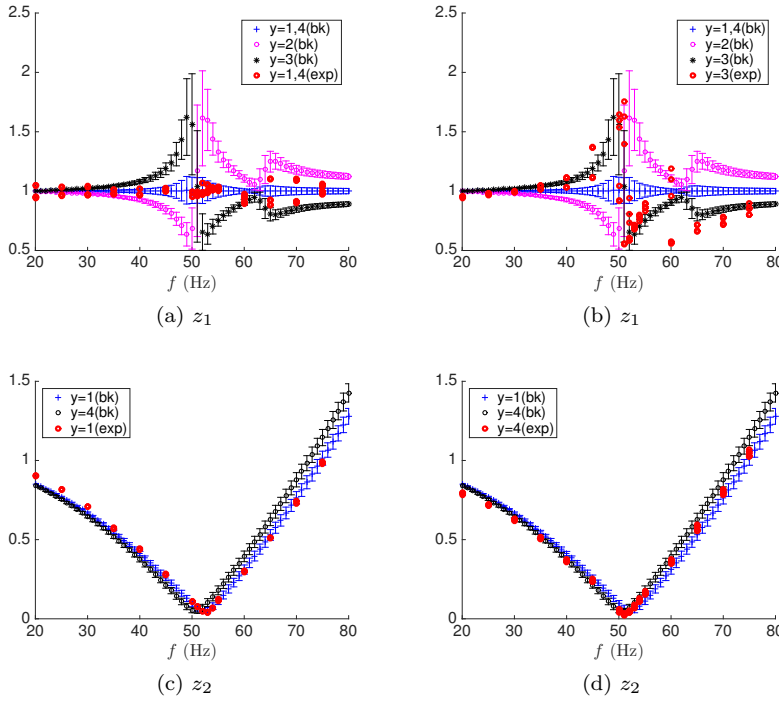 2.5
2
1.5
1
0.5
20 30 40 50 60 70 80
f (Hz)
y=1,4(bk)
y=2(bk)
y=3(bk)
y=1,4(exp)
(a) z1
2.5
2
1.5
1
0.5
20 30 40 50 60 70 80
f (Hz)
y=1,4(bk)
y=2(bk)
y=3(bk)
y=3(exp)
(b) z1
1.5
1
0.5
0
20 30 40 50 60 70 80
f (Hz)
y=1(bk)
y=4(bk)
y=1(exp)
(c) z2
1.5
1
0.5
0
20 30 40 50 60 70 80
f (Hz)
y=1(bk)
y=4(bk)
y=4(exp)
(d) z2